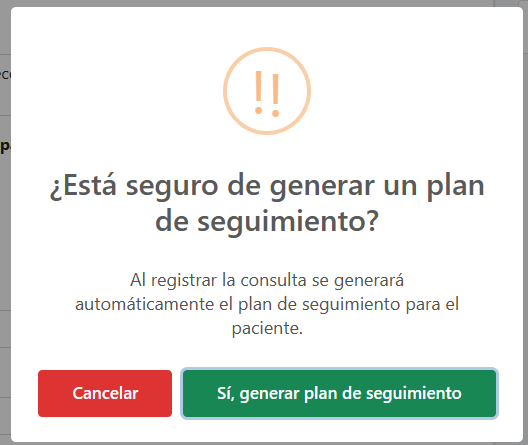 !!
¿Está seguro de generar un plan
de seguimiento?
Al registrar la consulta se generará
automáticamente el plan de seguimiento para el
paciente.
Cancelar
Sí, generar plan de seguimiento